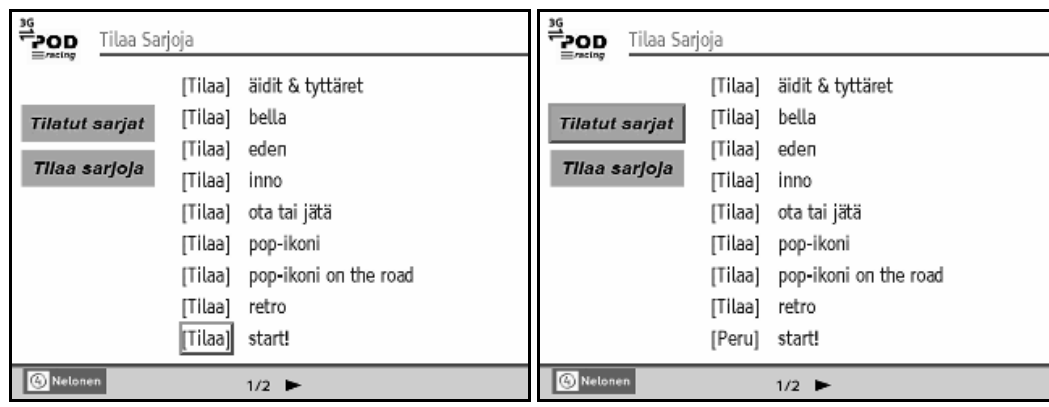 3G
POD
racing
Tilaa Sarjoja
[Tilaa] äidit & tyttäret
Tilatut sarjat
[Tilaa] bella
[Tilaa] eden
Tilaa sarjoja
[Tilaa] inno
[Tilaa] ota tai jätä
[Tilaa] pop-ikoni
[Tilaa] pop-ikoni on the road
[Tilaa] retro
[Tilaa] start!
4 Nelonen
1/2
3G
POD
racing
Tilaa Sarjoja
[Tilaa] äidit & tyttäret
Tilatut sarjat
[Tilaa] bella
[Tilaa] eden
Tilaa sarjoja
[Tilaa] inno
[Tilaa] ota tai jätä
[Tilaa] pop-ikoni
[Tilaa] pop-ikoni on the road
[Tilaa] retro
[Peru] start!
4 Nelonen
1/2